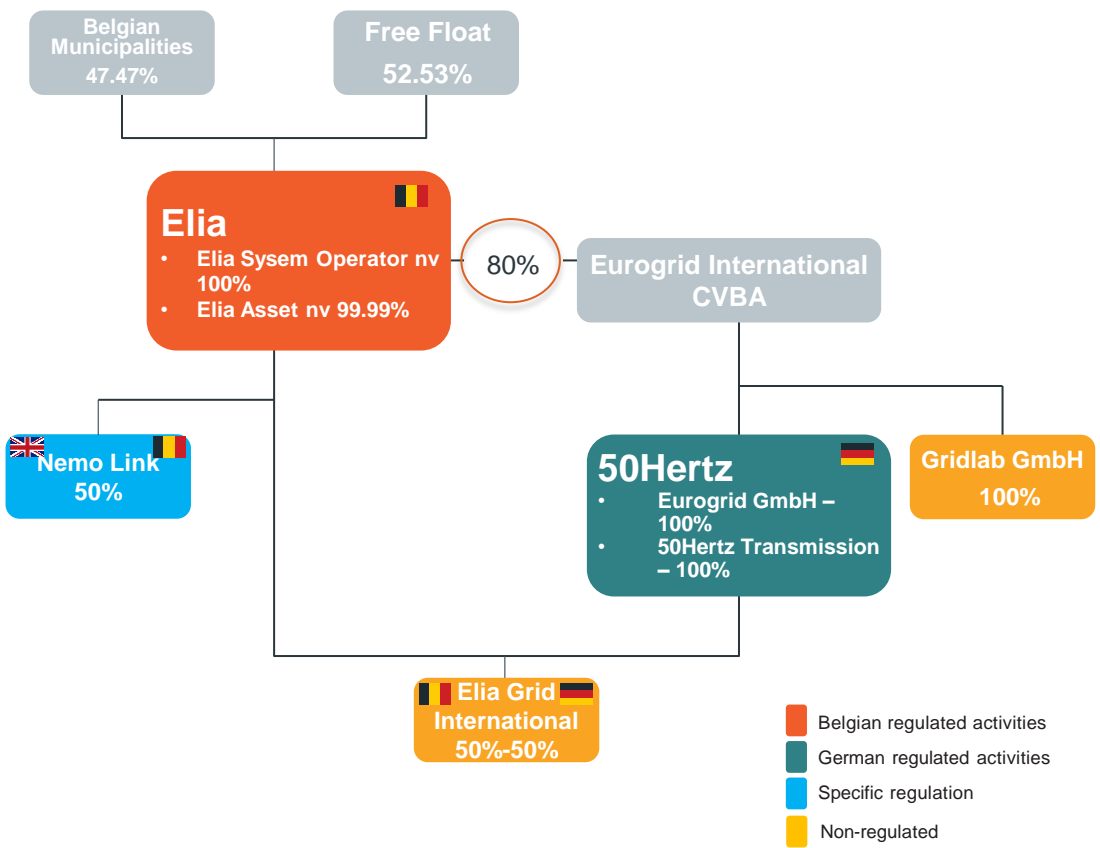 Belgian
Municipalities
47.47%
Free Float
52.53%
Elia
• Elia Sysem Operator nv
100%
• Elia Asset nv 99.99%
80%
Eurogrid International
CVBA
Nemo Link
50%
50Hertz
• Eurogrid GmbH –
100%
• 50Hertz Transmission
– 100%
Gridlab GmbH
100%
Elia Grid
International
50%-50%
Belgian regulated activities
German regulated activities
Specific regulation
Non-regulated